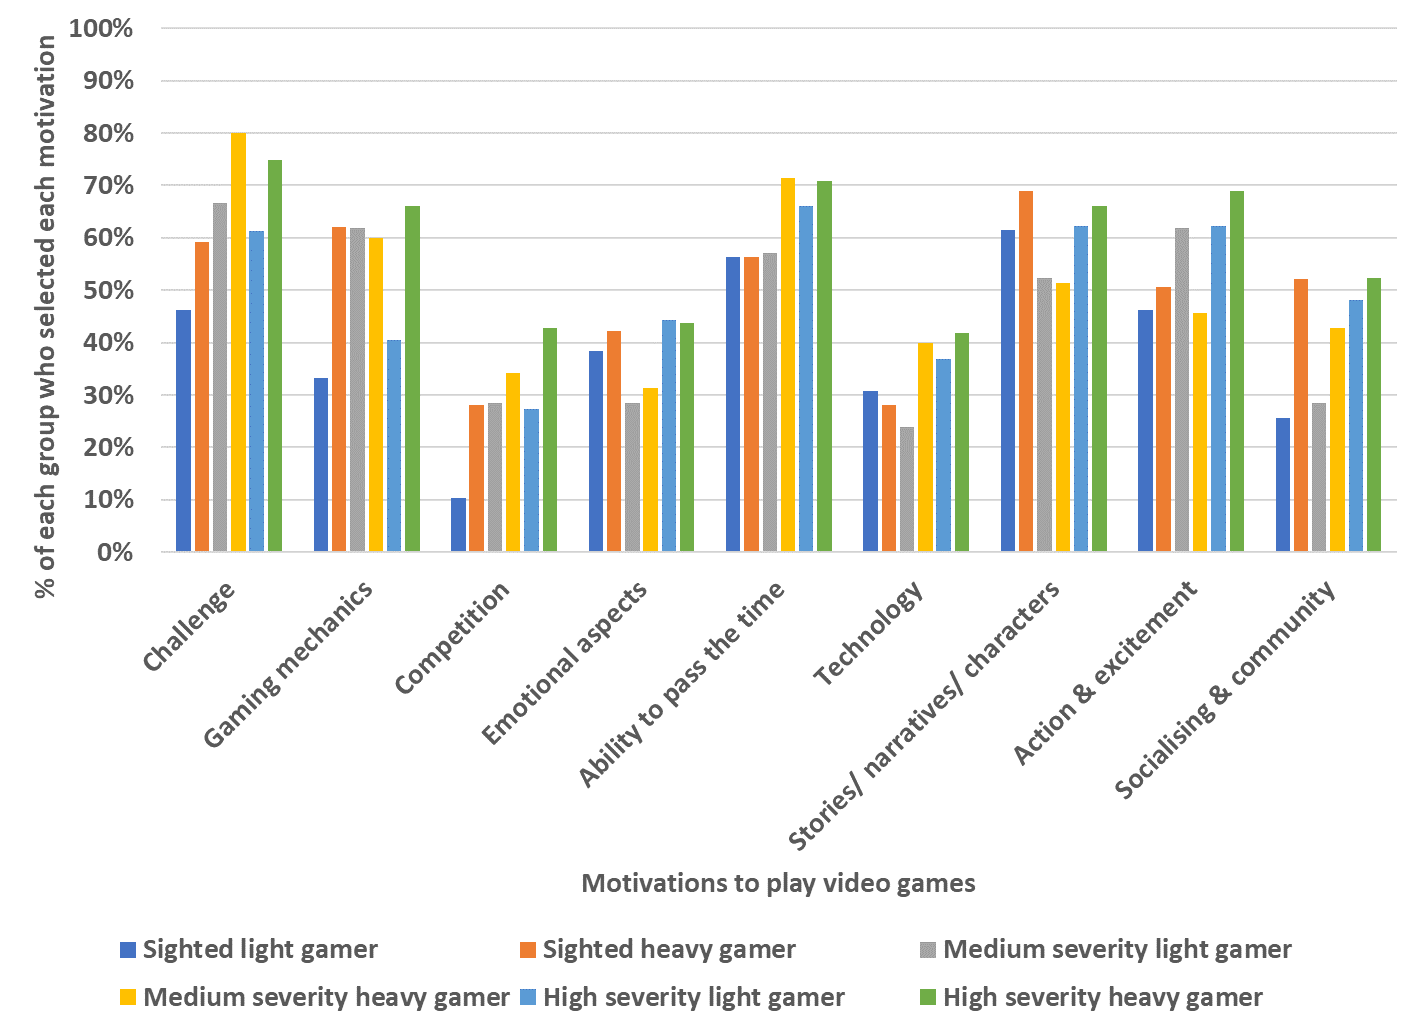 % of each group who selected each motivation
100%
90%
80%
70%
60%
50%
40%
30%
20%
10%
0%
Challenge
Gaming mechanics
Competition
Emotional aspects
Ability to pass the time
Technology
Stories/ narratives/ characters
Action & excitement
Socialising & community
Motivations to play video games
Sighted light gamer
Sighted heavy gamer
Medium severity light gamer
Medium severity heavy gamer
High severity light gamer
High severity heavy gamer